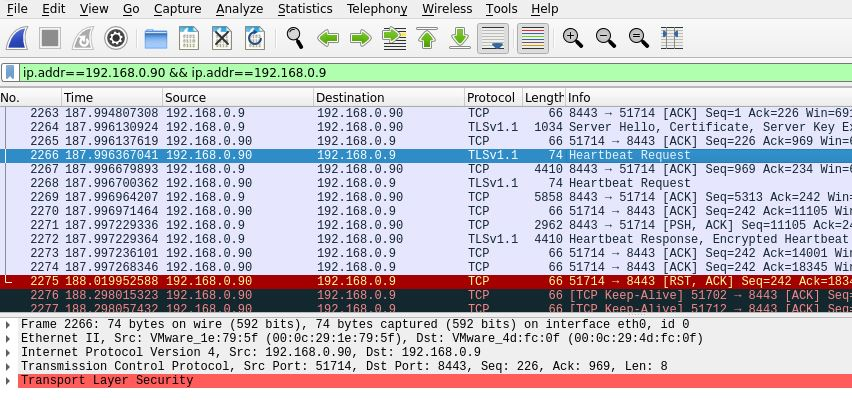 File Edit View Go Capture Analyze Statistics Telephony Wireless Tools Help
ip.addr==192.168.0.90 && ip.addr==192.168.0.9
No. Time Source Destination Protocol Length Info
2263 187.994807308 192.168.0.9 192.168.0.90 TCP 66 8443 → 51714 [ACK] Seq=1 Ack=226 Win=691
2264 187.996130924 192.168.0.9 192.168.0.90 TLSv1.1 1034 Server Hello, Certificate, Server Key Ex
2265 187.996137619 192.168.0.90 192.168.0.9 TCP 66 51714 → 8443 [ACK] Seq=226 Ack=969 Win=6
2266 187.996367041 192.168.0.90 192.168.0.9 TLSv1.1 74 Heartbeat Request
2267 187.996679893 192.168.0.9 192.168.0.90 TCP 4410 8443 → 51714 [ACK] Seq=969 Ack=234 Win=6
2268 187.996700362 192.168.0.90 192.168.0.9 TLSv1.1 74 Heartbeat Request
2269 187.996964207 192.168.0.9 192.168.0.90 TCP 5858 8443 → 51714 [ACK] Seq=5313 Ack=242 Win=
2270 187.996971464 192.168.0.90 192.168.0.9 TCP 66 51714 → 8443 [ACK] Seq=242 Ack=11105 Win
2271 187.997229336 192.168.0.9 192.168.0.90 TCP 2962 8443 → 51714 [PSH, ACK] Seq=11105 Ack=24
2272 187.997229364 192.168.0.9 192.168.0.90 TLSv1.1 4410 Heartbeat Response, Encrypted Heartbeat
2273 187.997236101 192.168.0.90 192.168.0.9 TCP 66 51714 → 8443 [ACK] Seq=242 Ack=14001 Win
2274 187.997268346 192.168.0.90 192.168.0.9 TCP 66 51714 → 8443 [ACK] Seq=242 Ack=18345 Win
2275 188.019952588 192.168.0.90 192.168.0.9 TCP 66 51714 → 8443 [RST, ACK] Seq=242 Ack=1834
2276 188.298015323 192.168.0.90 192.168.0.9 TCP 66 [TCP Keep-Alive] 51702 → 8443 [ACK] Seq=
2277 188.298057432 192.168.0.90 192.168.0.9 TCP 66 [TCP Keep-Alive] 51712 → 8443 [ACK] Seq=
Frame 2266: 74 bytes on wire (592 bits), 74 bytes captured (592 bits) on interface eth0, id 0
Ethernet II, Src: VMware_1e:79:5f (00:0c:29:1e:79:5f), Dst: VMware_4d:fc:0f (00:0c:29:4d:fc:0f)
Internet Protocol Version 4, Src: 192.168.0.90, Dst: 192.168.0.9
Transmission Control Protocol, Src Port: 51714, Dst Port: 8443, Seq: 226, Ack: 969, Len: 8
Transport Layer Security